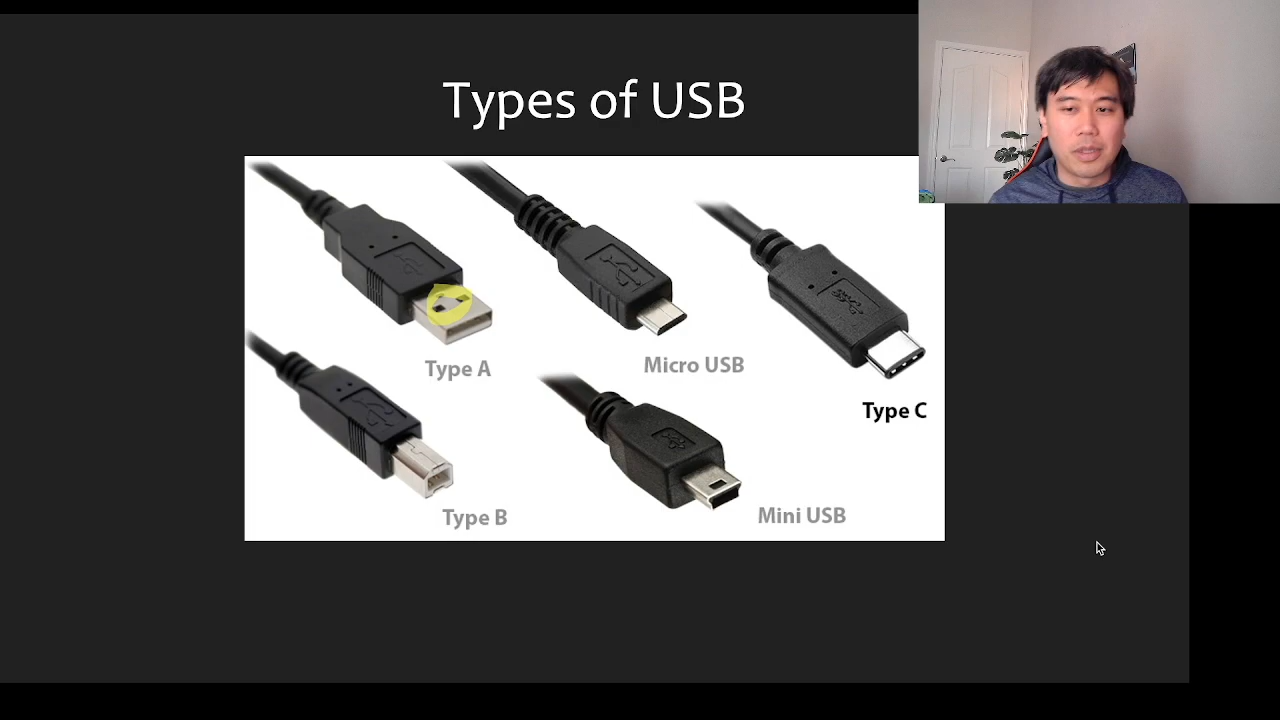 Types of USB
Type A
Micro USB
Type C
Type B
Mini USB